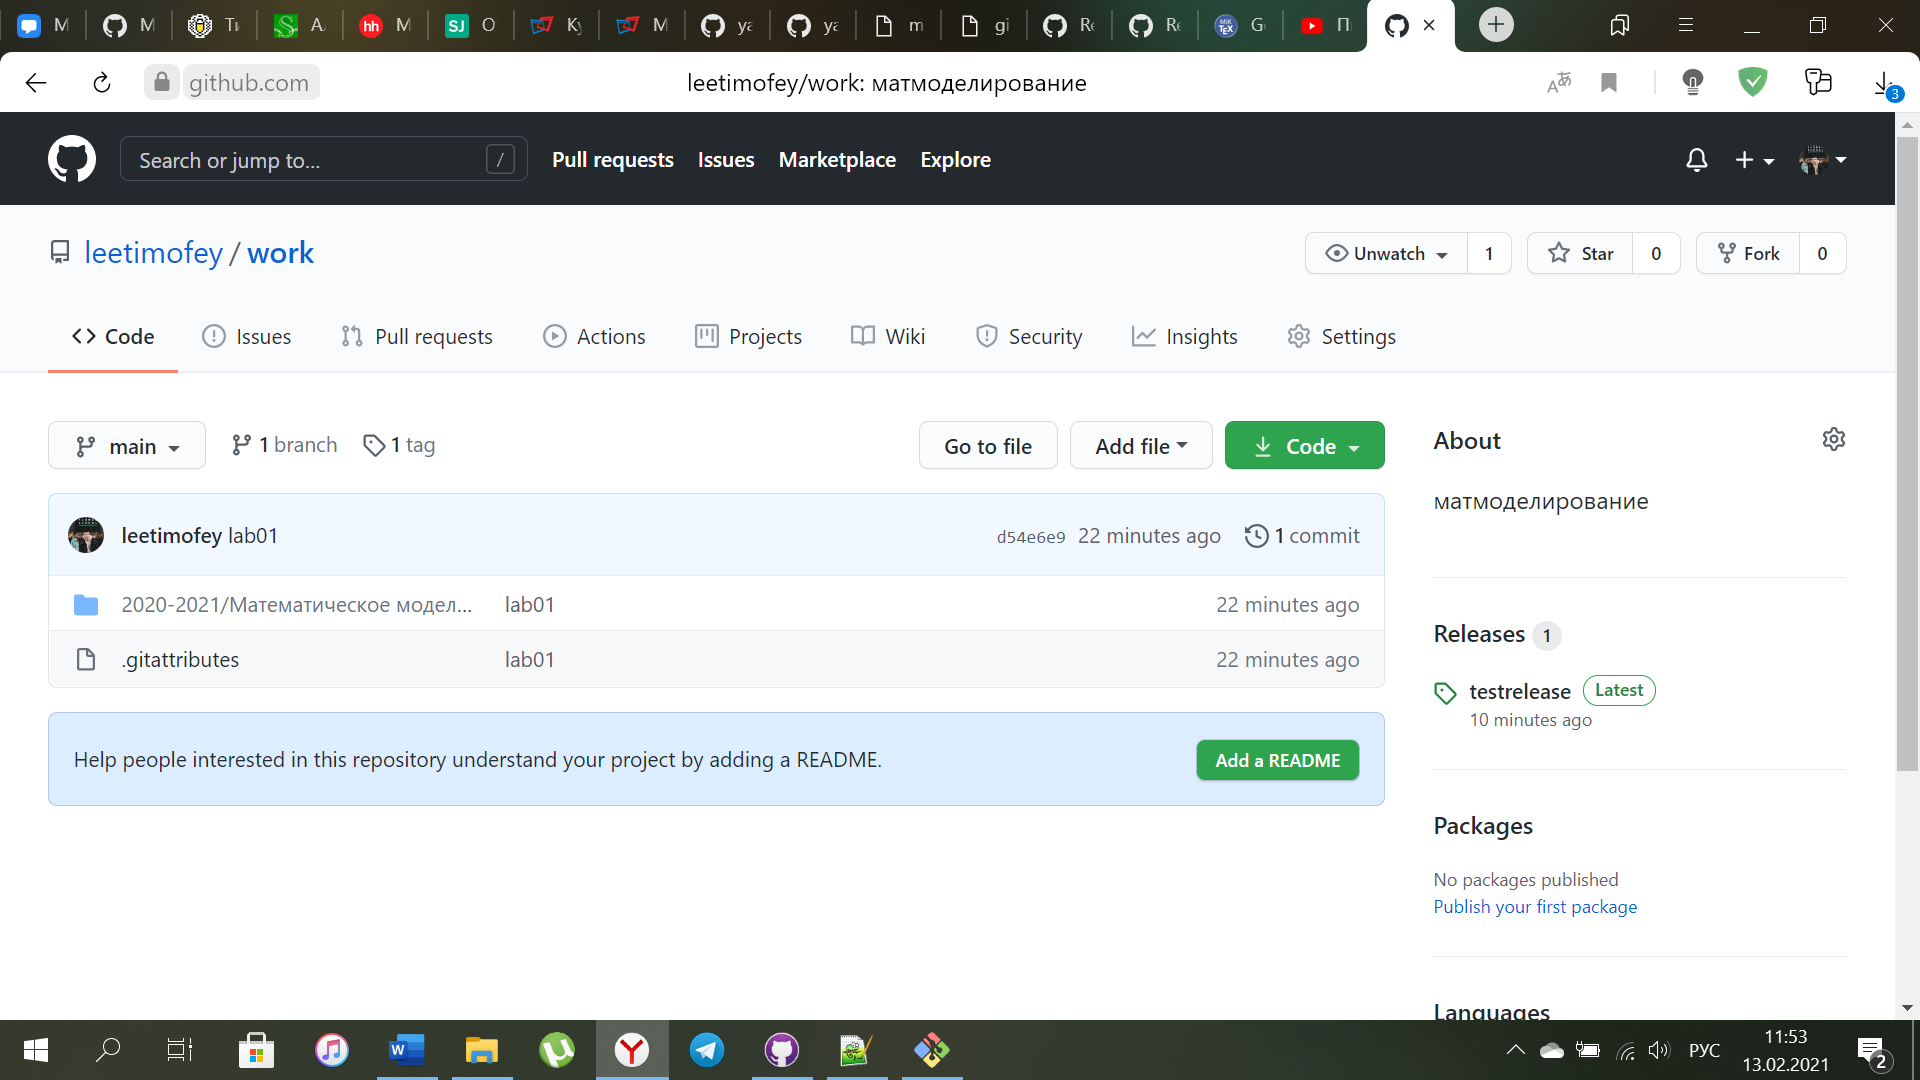 М М Ти А. М О Ку М уа уа m gi Re Re Ge П
github.com leetimofey/work: матмоделирование 3
Search or jump to... / Pull requests Issues Marketplace Explore
leetimofey / work Unwatch 1 Star 0 Fork 0
Code Issues Pull requests Actions Projects Wiki Security Insights Settings
main 1 branch 1 tag Go to file Add file Code
About
матмоделирование
leetimofey lab01 d54e6e9 22 minutes ago 1 commit
2020-2021/Математическое модел... lab01 22 minutes ago
.gitattributes lab01 22 minutes ago
Help people interested in this repository understand your project by adding a README. Add a README
Releases 1
testrelease Latest
10 minutes ago
Packages
No packages published
Publish your first package
Languages
РУС 11:53
13.02.2021 2